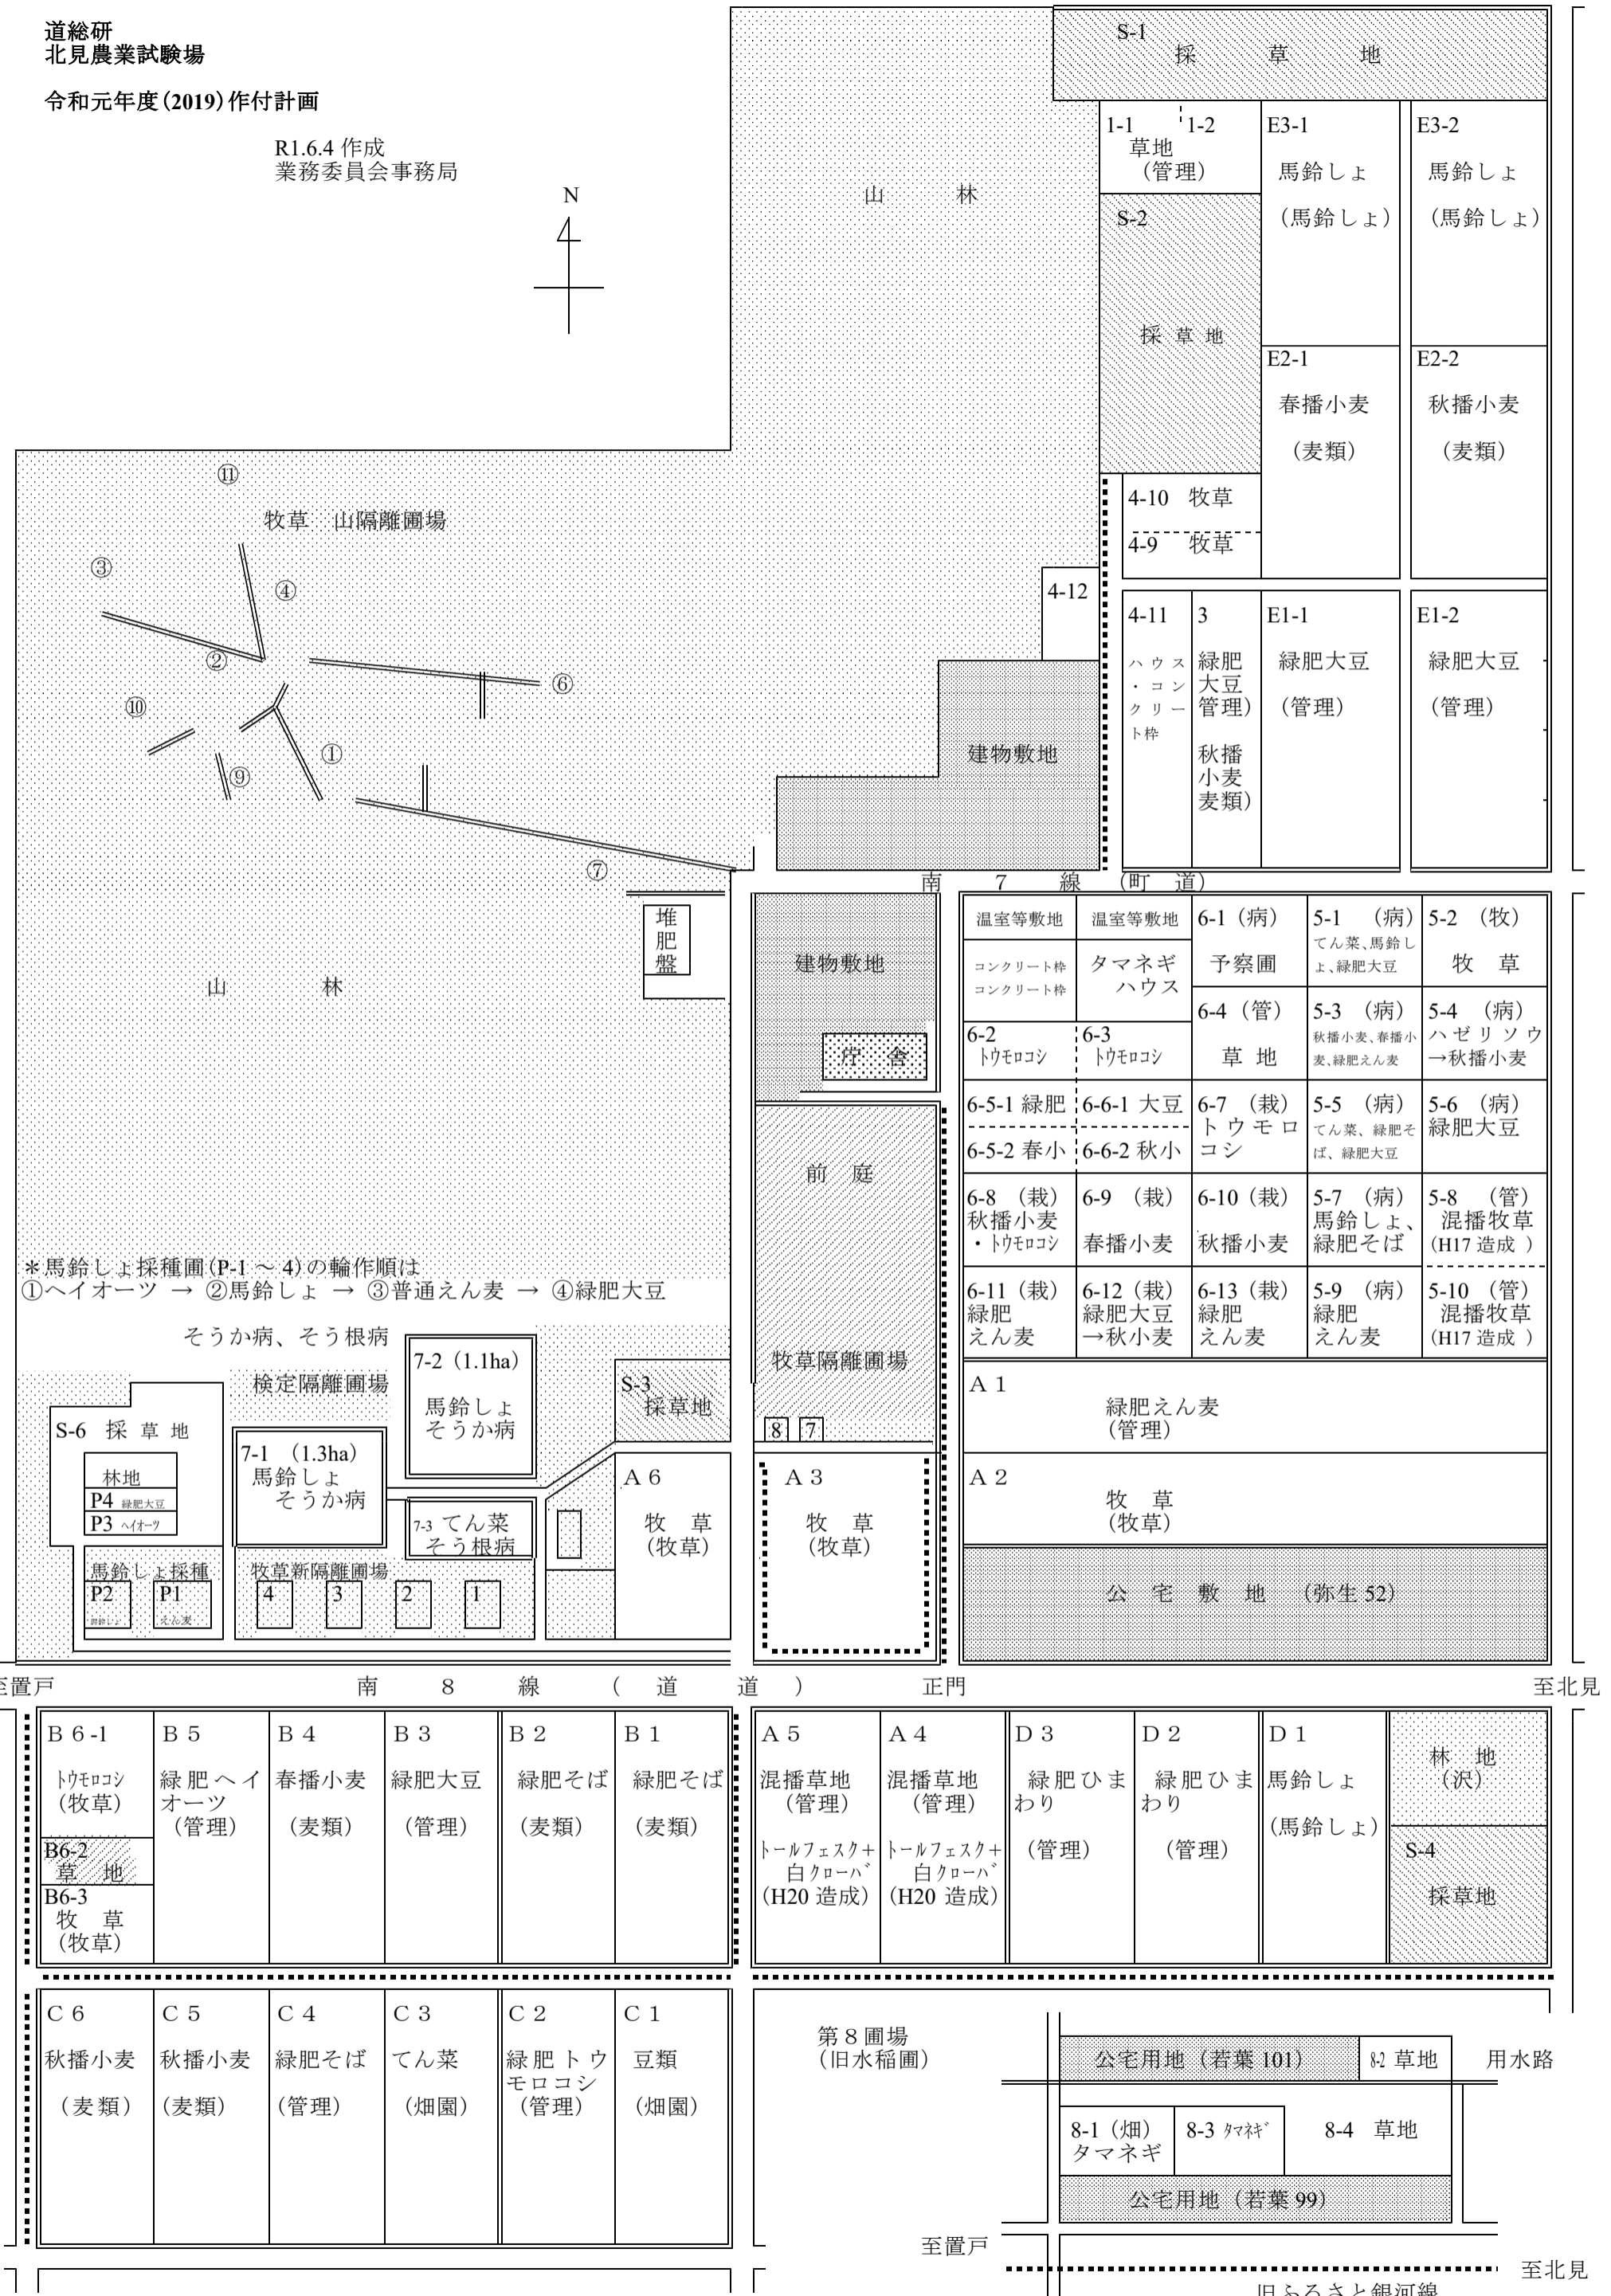 道総研
北見農業試験場
令和元年度(2019)作付計画
R1.6.4 作成
業務委員会事務局
N
S-1
採 草 地
山 林
1-1 1-2
草地
(管理)
E3-1
馬鈴しょ
(馬鈴しょ)
E3-2
馬鈴しょ
(馬鈴しょ)
S-2
採 草 地
E2-1
春播小麦
(麦類)
E2-2
秋播小麦
(麦類)
4-10 牧草
4-9 牧草
4-12
4-11
ハウス
・コン
クリー
ト枠
3
緑肥
大豆
管理)
秋播
小麦
麦類)
E1-1
緑肥大豆
(管理)
E1-2
緑肥大豆
(管理)
建物敷地
⑪
牧草 山隔離圃場
③
④
②
⑥
⑩
①
⑨
⑦
南 7 線 (町 道)
堆
肥
盤
山 林
建物敷地
庁 舎
前 庭
牧草隔離圃場
8 7
温室等敷地
温室等敷地
コンクリート枠
コンクリート枠
タマネギ
ハウス
6-1(病)
予察圃
5-1 (病)
てん菜、馬鈴し
ょ、緑肥大豆
5-2 (牧)
牧 草
6-2
トウモロコシ
6-3
トウモロコシ
6-4(管)
草 地
5-3 (病)
秋播小麦、春播小
麦、緑肥えん麦
5-4 (病)
ハゼリソウ
→秋播小麦
6-5-1 緑肥
6-5-2 春小
6-6-1 大豆
6-6-2 秋小
6-7 (栽)
トウモロ
コシ
5-5 (病)
てん菜、緑肥そ
ば、緑肥大豆
5-6 (病)
緑肥大豆
6-8 (栽)
秋播小麦
・トウモロコシ
6-9 (栽)
春播小麦
6-10(栽)
秋播小麦
5-7 (病)
馬鈴しょ、
緑肥そば
5-8 (管)
混播牧草
(H17 造成 )
6-11(栽)
緑肥
えん麦
6-12(栽)
緑肥大豆
→秋小麦
6-13(栽)
緑肥
えん麦
5-9 (病)
緑肥
えん麦
5-10 (管)
混播牧草
(H17 造成 )
A1
緑肥えん麦
(管理)
A2
牧 草
(牧草)
公 宅 敷 地 (弥生 52)
*馬鈴しょ採種圃(P-1 ~ 4)の輪作順は
①ヘイオーツ → ②馬鈴しょ → ③普通えん麦 → ④緑肥大豆
そうか病、そう根病
検定隔離圃場
7-2(1.1ha)
馬鈴しょ
そうか病
7-1 (1.3ha)
馬鈴しょ
そうか病
7-3 てん菜
そう根病
S-3
採草地
S-6 採 草 地
林地
P4 緑肥大豆
P3 ヘイオーツ
馬鈴しょ採種
P2
馬鈴しょ
P1
えん麦
牧草新隔離圃場
4 3 2 1
A6
牧 草
(牧草)
A3
牧 草
(牧草)
至置戸
南 8 線 ( 道 道 )
正門
至北見
B6-1
トウモロコシ
(牧草)
B6-2
草 地
B6-3
牧 草
(牧草)
B5
緑肥ヘイ
オーツ
(管理)
B4
春播小麦
(麦類)
B3
緑肥大豆
(管理)
B2
緑肥そば
(麦類)
B1
緑肥そば
(麦類)
A5
混播草地
(管理)
トールフェスク+
白クローバ
(H20 造成)
A4
混播草地
(管理)
トールフェスク+
白クローバ
(H20 造成)
D3
緑肥ひま
わり
(管理)
D2
緑肥ひま
わり
(管理)
D1
馬鈴しょ
(馬鈴しょ)
林 地
(沢)
S-4
採草地
C6
秋播小麦
(麦類)
C5
秋播小麦
(麦類)
C4
緑肥そば
(管理)
C3
てん菜
(畑園)
C2
緑肥トウ
モロコシ
(管理)
C1
豆類
(畑園)
第8圃場
(旧水稲圃)
公宅用地(若葉 101)
8-2 草地
用水路
8-1(畑)
タマネギ
8-3 タマネギ
8-4 草地
公宅用地(若葉 99)
至置戸
至北見
旧ふるさと銀河線